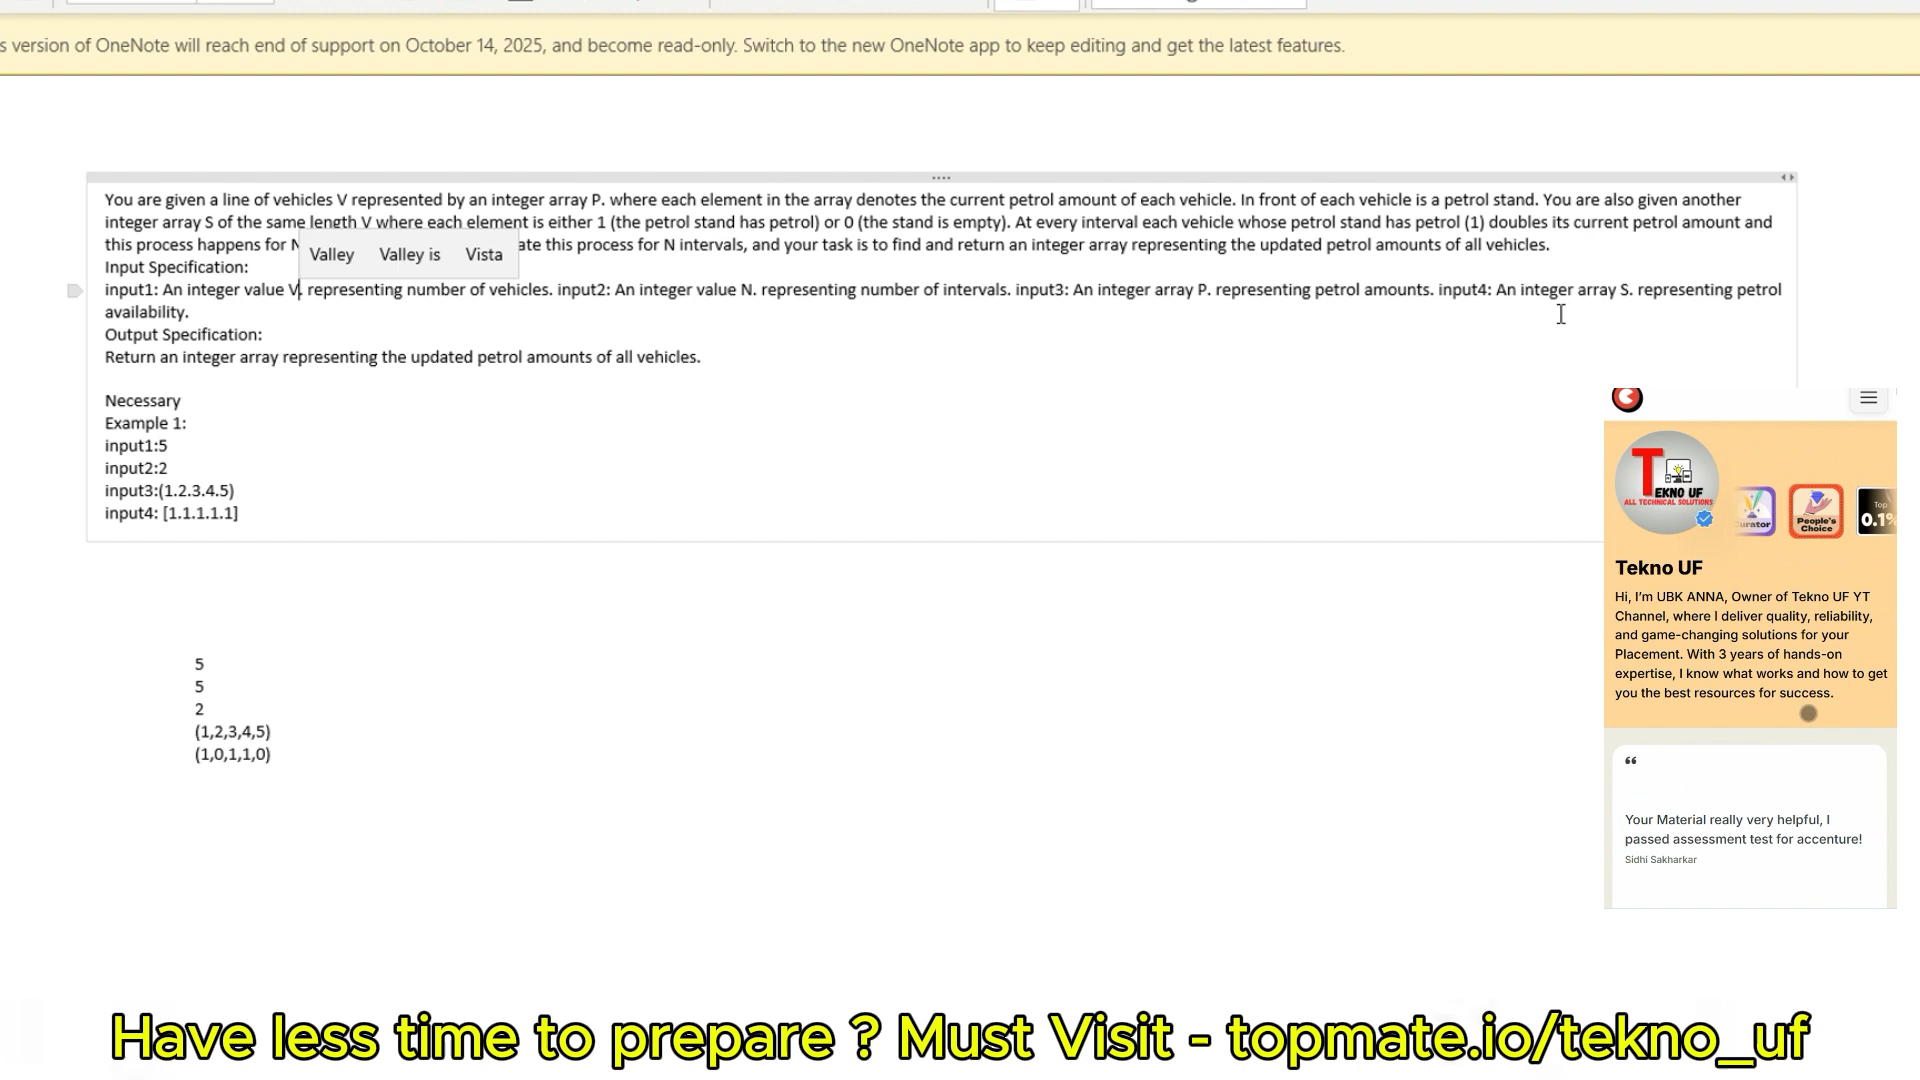 s version of OneNote will reach end of support on October 14, 2025, and become read-only. Switch to the new OneNote app to keep editing and get the latest features.
You are given a line of vehicles V represented by an integer array P. where each element in the array denotes the current petrol amount of each vehicle. In front of each vehicle is a petrol stand. You are also given another
integer array S of the same length V where each element is either 1 (the petrol stand has petrol) or 0 (the stand is empty). At every interval each vehicle whose petrol stand has petrol (1) doubles its current petrol amount and
this process happens for N ate this process for N intervals, and your task is to find and return an integer array representing the updated petrol amounts of all vehicles.
Valley Valley is Vista
Input Specification:
input1: An integer value V. representing number of vehicles. input2: An integer value N. representing number of intervals. input3: An integer array P. representing petrol amounts. input4: An integer array S. representing petrol
availability.
Output Specification:
Return an integer array representing the updated petrol amounts of all vehicles.
Necessary
Example 1:
input1:5
input2:2
input3:(1.2.3.4.5)
input4: [1.1.1.1.1]
5
5
2
(1,2,3,4,5)
(1,0,1,1,0)
TEKNO UF
ALL TECHNICAL SOLUTIONS
urator
People's
Choice
Top
0.1%
Tekno UF
Hi, I'm UBK ANNA, Owner of Tekno UF YT
Channel, where I deliver quality, reliability,
and game-changing solutions for your
Placement. With 3 years of hands-on
expertise, I know what works and how to get
you the best resources for success.
“
Your Material really very helpful, I
passed assessment test for accenture!
Sidhi Sakharkar
Have less time to prepare ? Must Visit - topmate.io/tekno_uf